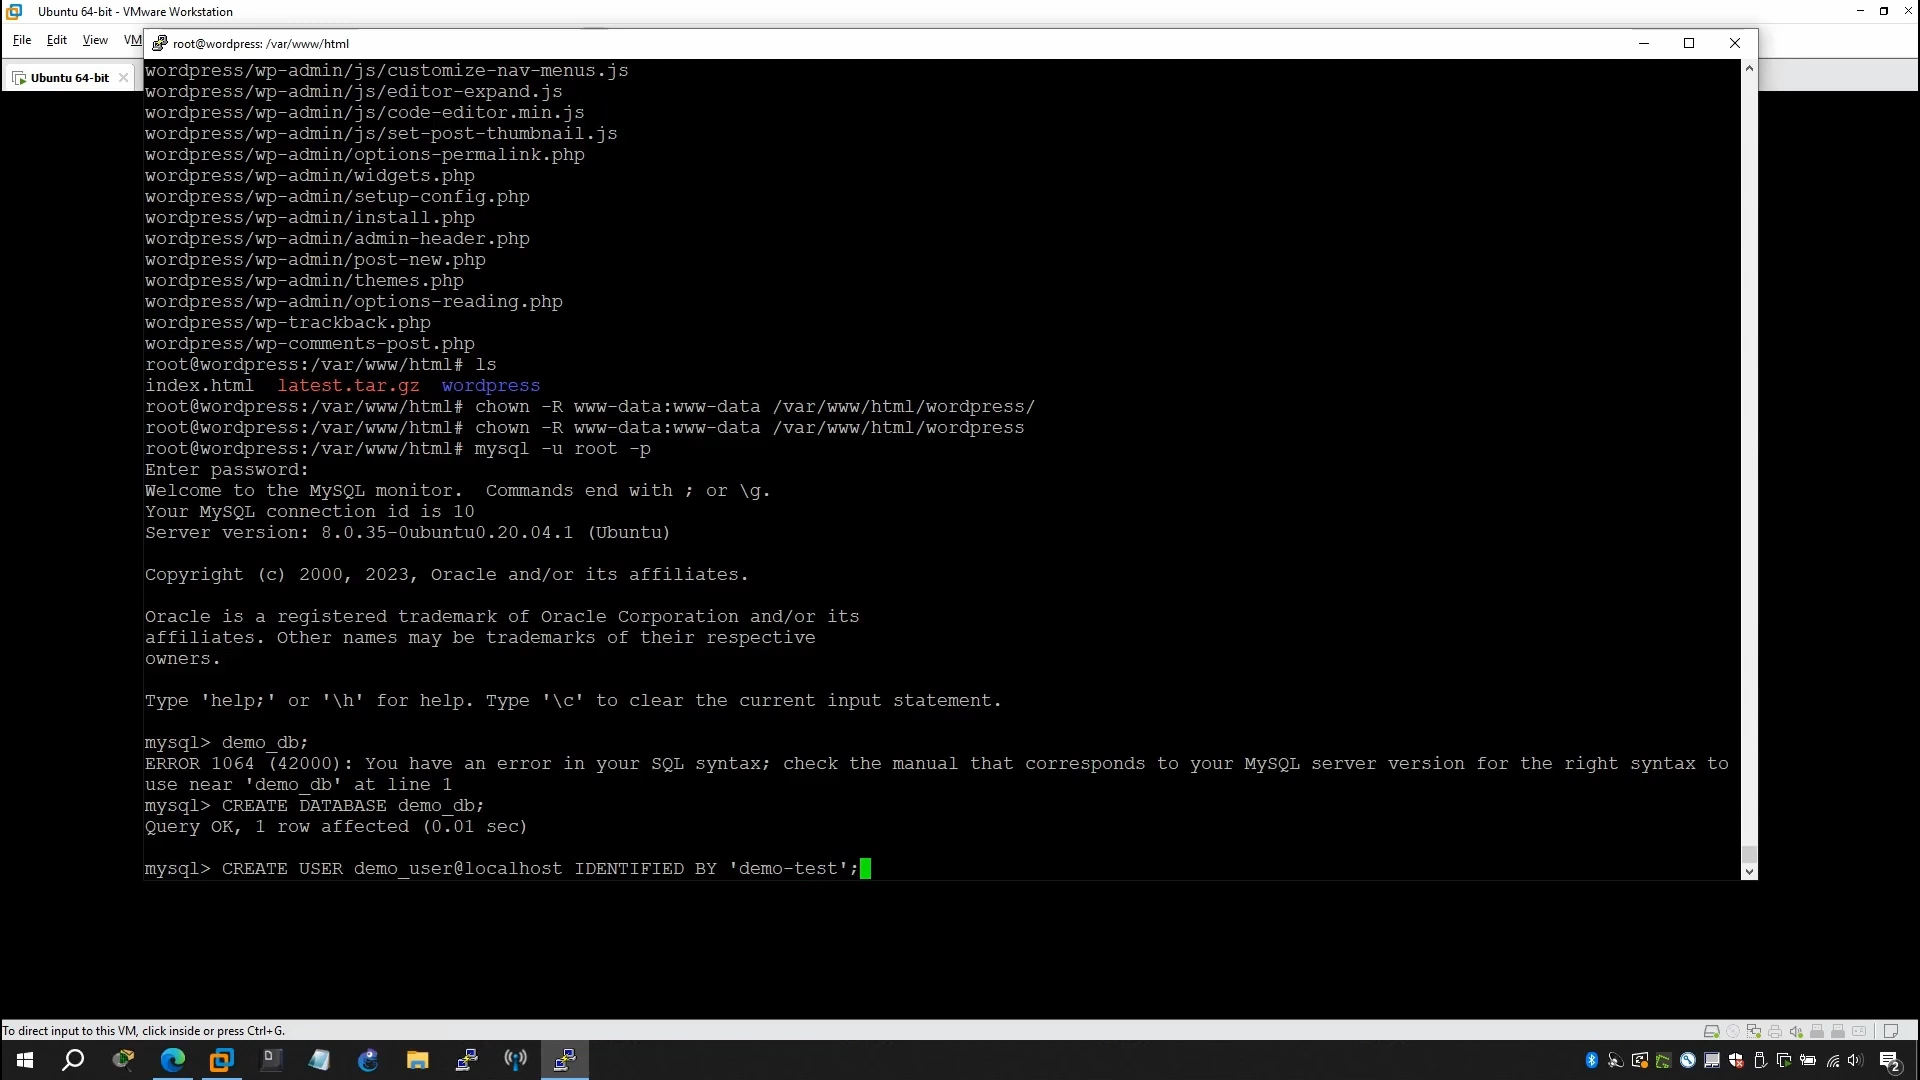 Ubuntu 64-bit - VMware Workstation
File Edit View VM
root@wordpress: /var/www/html
Ubuntu 64-bit
wordpress/wp-admin/js/customize-nav-menus.js
wordpress/wp-admin/js/editor-expand.js
wordpress/wp-admin/js/code-editor.min.js
wordpress/wp-admin/js/set-post-thumbnail.js
wordpress/wp-admin/options-permalink.php
wordpress/wp-admin/widgets.php
wordpress/wp-admin/setup-config.php
wordpress/wp-admin/install.php
wordpress/wp-admin/admin-header.php
wordpress/wp-admin/post-new.php
wordpress/wp-admin/themes.php
wordpress/wp-admin/options-reading.php
wordpress/wp-trackback.php
wordpress/wp-comments-post.php
root@wordpress:/var/www/html# ls
index.html  latest.tar.gz  wordpress
root@wordpress:/var/www/html# chown -R www-data:www-data /var/www/html/wordpress/
root@wordpress:/var/www/html# chown -R www-data:www-data /var/www/html/wordpress
root@wordpress:/var/www/html# mysql -u root -p
Enter password:
Welcome to the MySQL monitor.  Commands end with ; or \g.
Your MySQL connection id is 10
Server version: 8.0.35-0ubuntu0.20.04.1 (Ubuntu)
Copyright (c) 2000, 2023, Oracle and/or its affiliates.
Oracle is a registered trademark of Oracle Corporation and/or its
affiliates. Other names may be trademarks of their respective
owners.
Type 'help;' or '\h' for help. Type '\c' to clear the current input statement.
mysql> demo_db;
ERROR 1064 (42000): You have an error in your SQL syntax; check the manual that corresponds to your MySQL server version for the right syntax to
use near 'demo_db' at line 1
mysql> CREATE DATABASE demo_db;
Query OK, 1 row affected (0.01 sec)
mysql> CREATE USER demo_user@localhost IDENTIFIED BY 'demo-test';
To direct input to this VM, click inside or press Ctrl+G.
2